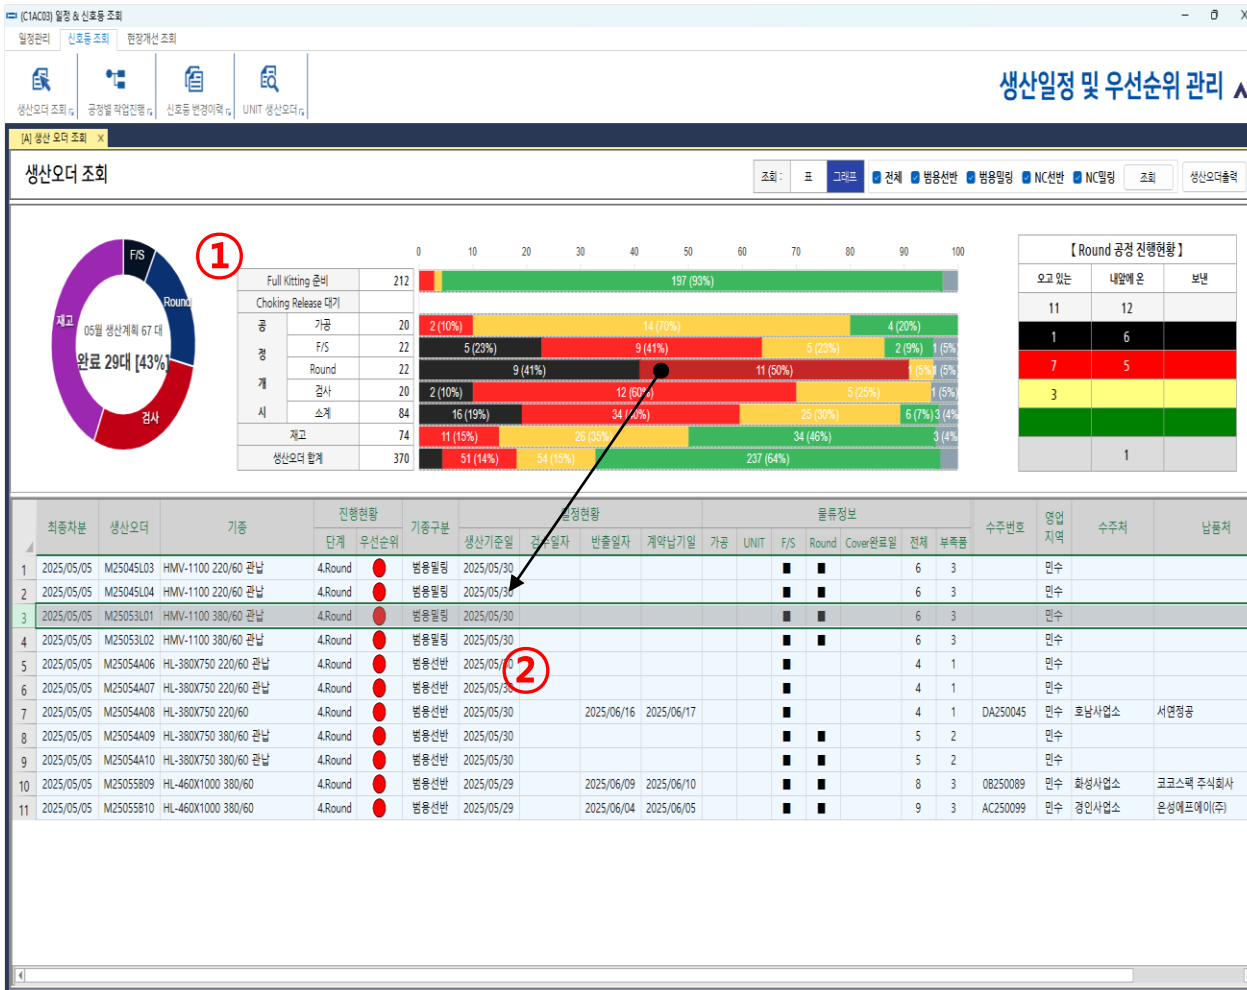 (C1AC03) 일정 & 신호등 조회
일정관리 신호등 조회 현장개선 조회
생산오더 조회 공정별 작업진행 신호등 변경이력 UNIT 생산오더
생산일정 및 우선순위 관리
[A] 생산 오더 조회 X
생산오더 조회
조회 : 표 그래프 전체 범용선반 범용밀링 NC선반 NC밀링 조회 생산오더출력
①
F/S
Round
검사
재고
05월 생산계획 67 대
완료 29대 [43%]
0 10 20 30 40 50 60 70 80 90 100
Full Kitting 준비 212 197 (93%)
Choking Release 대기
공정개시
가공 20 2 (10%) 14 (70%) 4 (20%)
F/S 22 5 (23%) 9 (41%) 5 (23%) 2 (9%) 1 (5%
Round 22 9 (41%) 11 (50%) 1 (5%) 1 (5%
검사 20 2 (10%) 12 (60%) 5 (25%) 1 (5%)
소계 84 16 (19%) 34 (40%) 25 (30%) 6 (7%) 3 (4%
재고 74 11 (15%) 26 (35%) 34 (46%) 3 (4%
생산오더 합계 370 51 (14%) 54 (15%) 237 (64%)
【 Round 공정 진행현황 】
오고 있는 내앞에 온 보낸
11 12
1 6
7 5
3
1
최종차분 생산오더 기종 진행현황 기종구분 일정현황 물류정보 수주번호 영업지역 수주처 납품처
단계 우선순위 생산기준일 검수일자 반출일자 계약납기일 가공 UNIT F/S Round Cover완료일 전체 부족품
1 2025/05/05 M25045L03 HMV-1100 220/60 관납 4.Round 범용밀링 2025/05/30 ■ ■ 6 3 민수
2 2025/05/05 M25045L04 HMV-1100 220/60 관납 4.Round 범용밀링 2025/05/30 ■ ■ 6 3 민수
3 2025/05/05 M25053L01 HMV-1100 380/60 관납 4.Round 범용밀링 2025/05/30 ■ ■ 6 3 민수
4 2025/05/05 M25053L02 HMV-1100 380/60 관납 4.Round 범용밀링 2025/05/30 ■ ■ 6 3 민수
5 2025/05/05 M25054A06 HL-380X750 220/60 관납 4.Round 범용선반 2025/05/30 ■ 4 1 민수
②
6 2025/05/05 M25054A07 HL-380X750 220/60 관납 4.Round 범용선반 2025/05/30 ■ 4 1 민수
7 2025/05/05 M25054A08 HL-380X750 220/60 4.Round 범용선반 2025/05/30 2025/06/16 2025/06/17 ■ 4 1 DA250045 민수 호남사업소 서연정공
8 2025/05/05 M25054A09 HL-380X750 380/60 관납 4.Round 범용선반 2025/05/30 ■ ■ 5 2 민수
9 2025/05/05 M25054A10 HL-380X750 380/60 관납 4.Round 범용선반 2025/05/30 ■ ■ 5 2 민수
10 2025/05/05 M25055B09 HL-460X1000 380/60 4.Round 범용선반 2025/05/29 2025/06/09 2025/06/10 ■ ■ 8 3 0B250089 민수 화성사업소 코코스팩 주식회사
11 2025/05/05 M25055B10 HL-460X1000 380/60 4.Round 범용선반 2025/05/29 2025/06/04 2025/06/05 ■ ■ 9 3 AC250099 민수 경인사업소 온성에프에이(주)